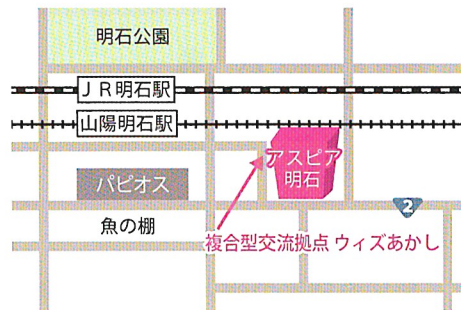 明石公園
JR明石駅
山陽明石駅
アスピア
明石
パピオス
2
魚の棚
複合型交流拠点 ウィズあかし